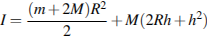 I = \frac{(m+2M)R^2}{2} + M(2Rh + h^2)